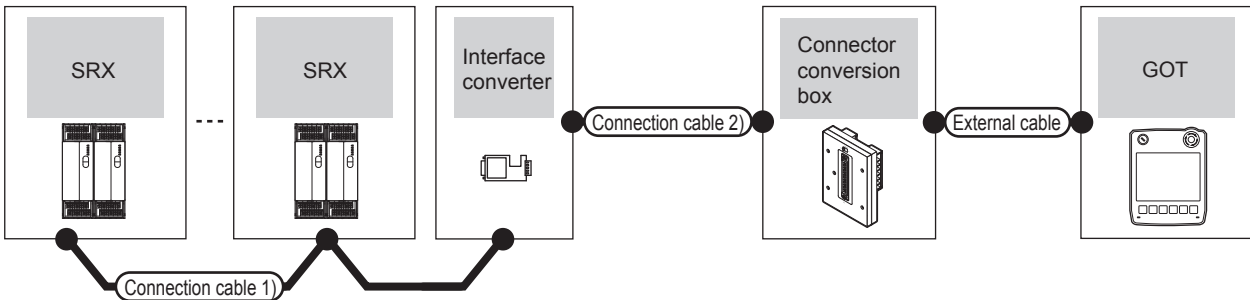 SRX
SRX
Interface
converter
Connector
conversion
box
GOT
Connection cable 2)
External cable
Connection cable 1)